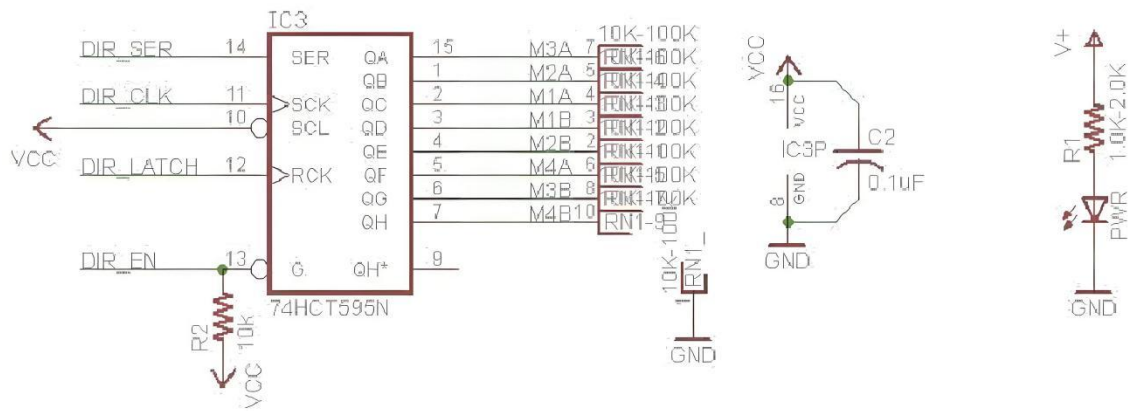 IC3
DIR_SER 14 SER QA 15 M3A 7 10K-100K
QB 1 M2A 5
DIR_CLK 11 SCK QC 2 M1A 4
10 SCL QD 3 M1B 3
VCC
QE 4 M2B 2
DIR_LATCH 12 RCK QF 5 M4A 6
QG 6 M3B 8
QH 7 M4B 10 RN1-9
DIR_EN 13 G QH* 9
74HCT595N
R2 10k
VCC
RN1_
GND
VCC
16 VCC
IC3P
C2
0.1uF
8 GND
GND
V+
R1 1.0K-2.0K
PWR
GND